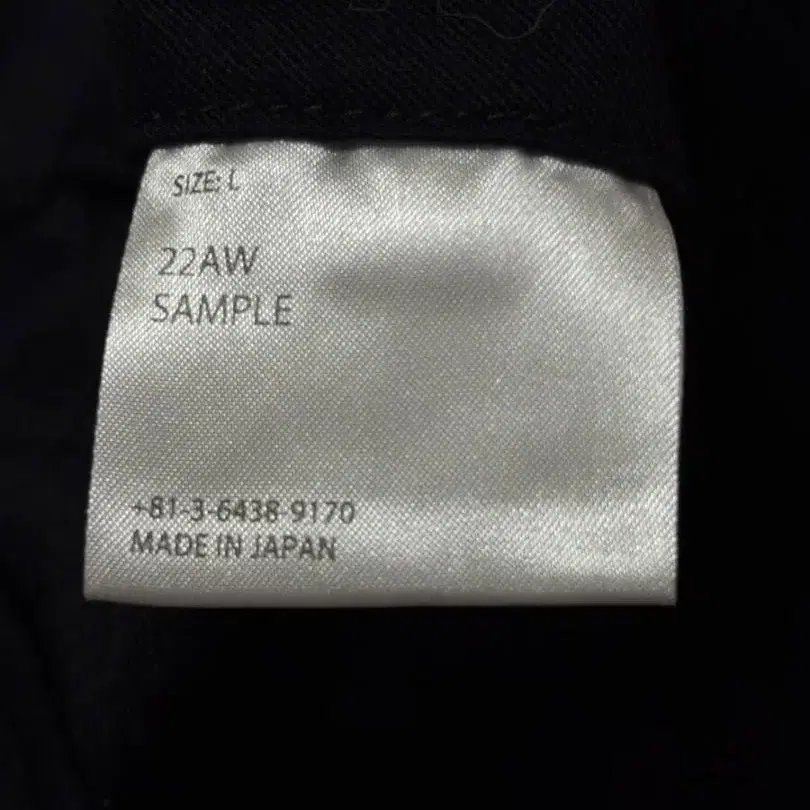 SIZE: L
22AW
SAMPLE
+81-3-6438-9170
MADE IN JAPAN